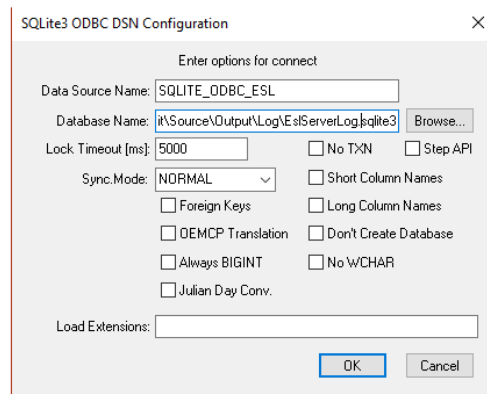 SQLite3 ODBC DSN Configuration
Enter options for connect
Data Source Name: SQLITE_ODBC_ESL
Database Name: it\Source\Output\Log\EslServerLog.sqlite3 Browse...
Lock Timeout [ms]: 5000 No TXN Step API
Sync.Mode: NORMAL Short Column Names
Foreign Keys Long Column Names
OEMCP Translation Don't Create Database
Always BIGINT No WCHAR
Julian Day Conv.
Load Extensions:
OK Cancel